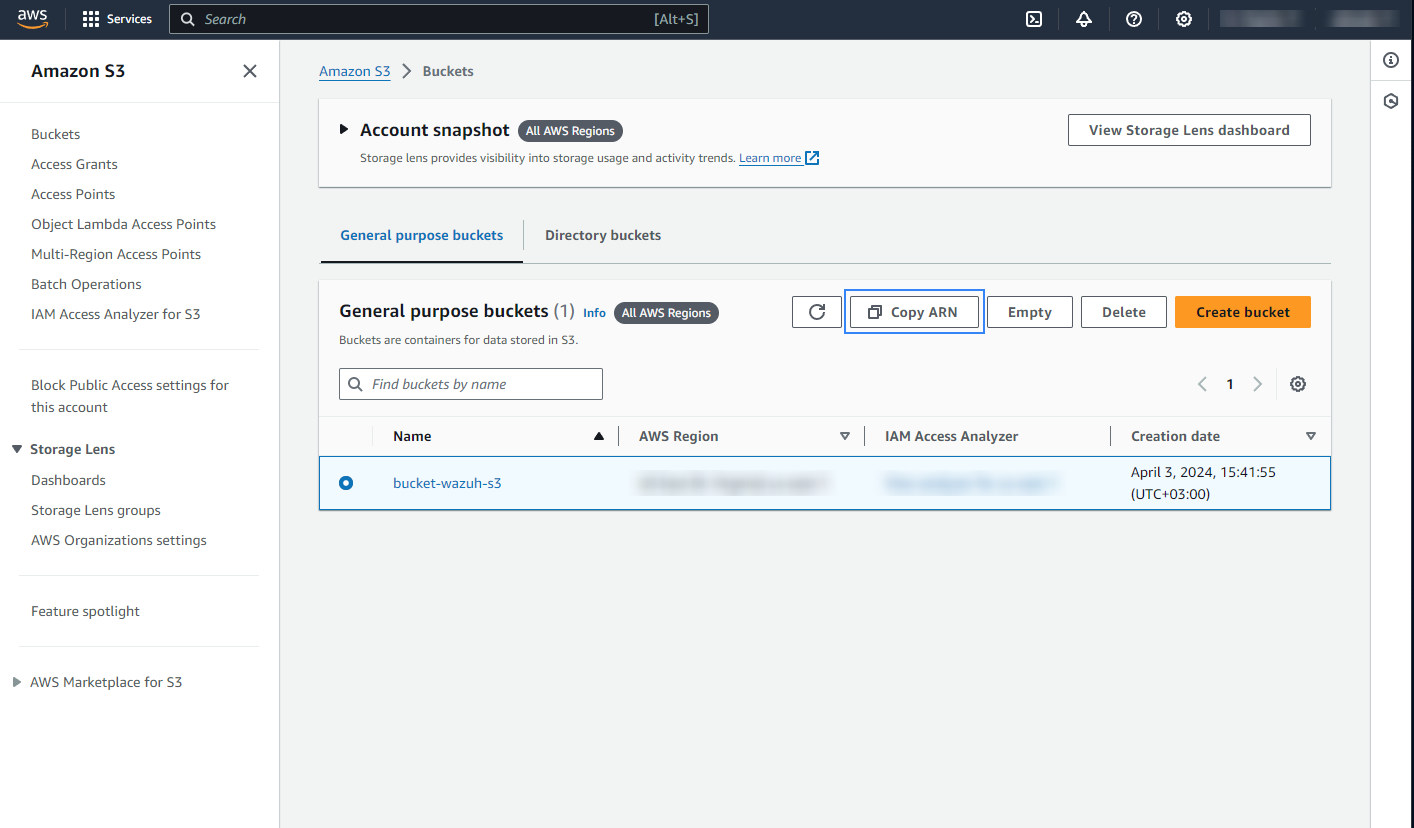 aws
Services
Search
[Alt+S]
Amazon S3
Buckets
Access Grants
Access Points
Object Lambda Access Points
Multi-Region Access Points
Batch Operations
IAM Access Analyzer for S3
Block Public Access settings for
this account
Storage Lens
Dashboards
Storage Lens groups
AWS Organizations settings
Feature spotlight
AWS Marketplace for S3
Amazon S3
Buckets
Account snapshot
All AWS Regions
View Storage Lens dashboard
Storage lens provides visibility into storage usage and activity trends. Learn more
General purpose buckets
Directory buckets
General purpose buckets (1) Info
All AWS Regions
Copy ARN
Empty
Delete
Create bucket
Buckets are containers for data stored in S3.
Find buckets by name
1
Name
AWS Region
IAM Access Analyzer
Creation date
bucket-wazuh-s3
April 3, 2024, 15:41:55
(UTC+03:00)